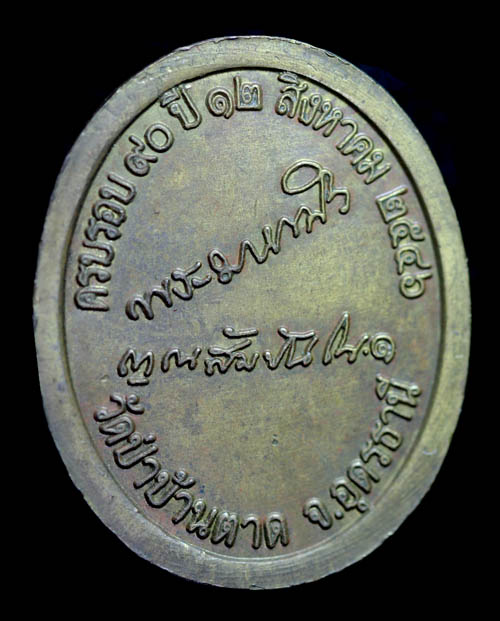 ครบรอบ ๙๐ ปี ๑๒ สิงหาคม ๒๕๔๖
พระมหาบัว
ญาณสัมปันโน
วัดป่าบ้านตาด จ.อุดรธานี